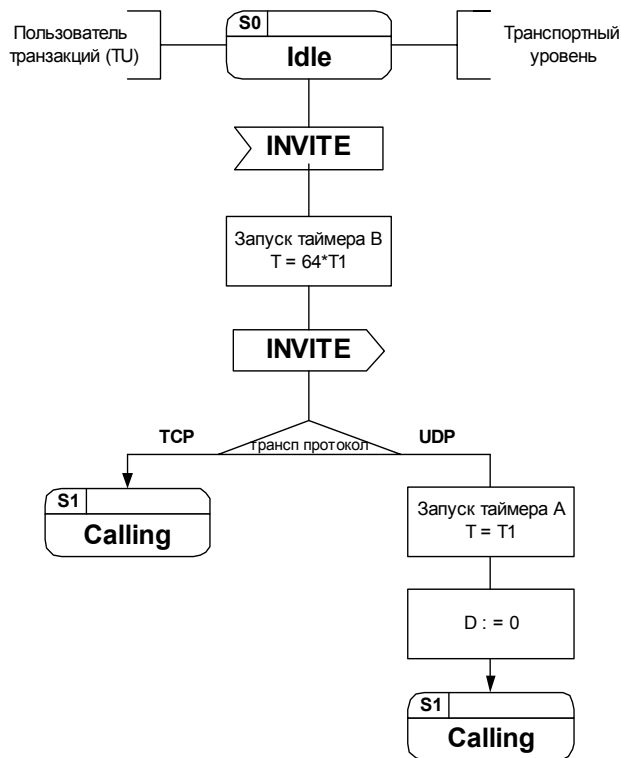 Пользователь
транзакций (TU)
S0
Idle
Транспортный
уровень
INVITE
Запуск таймера B
T = 64*T1
INVITE
TCP
трансп протокол
UDP
S1
Calling
Запуск таймера A
T = T1
D : = 0
S1
Calling